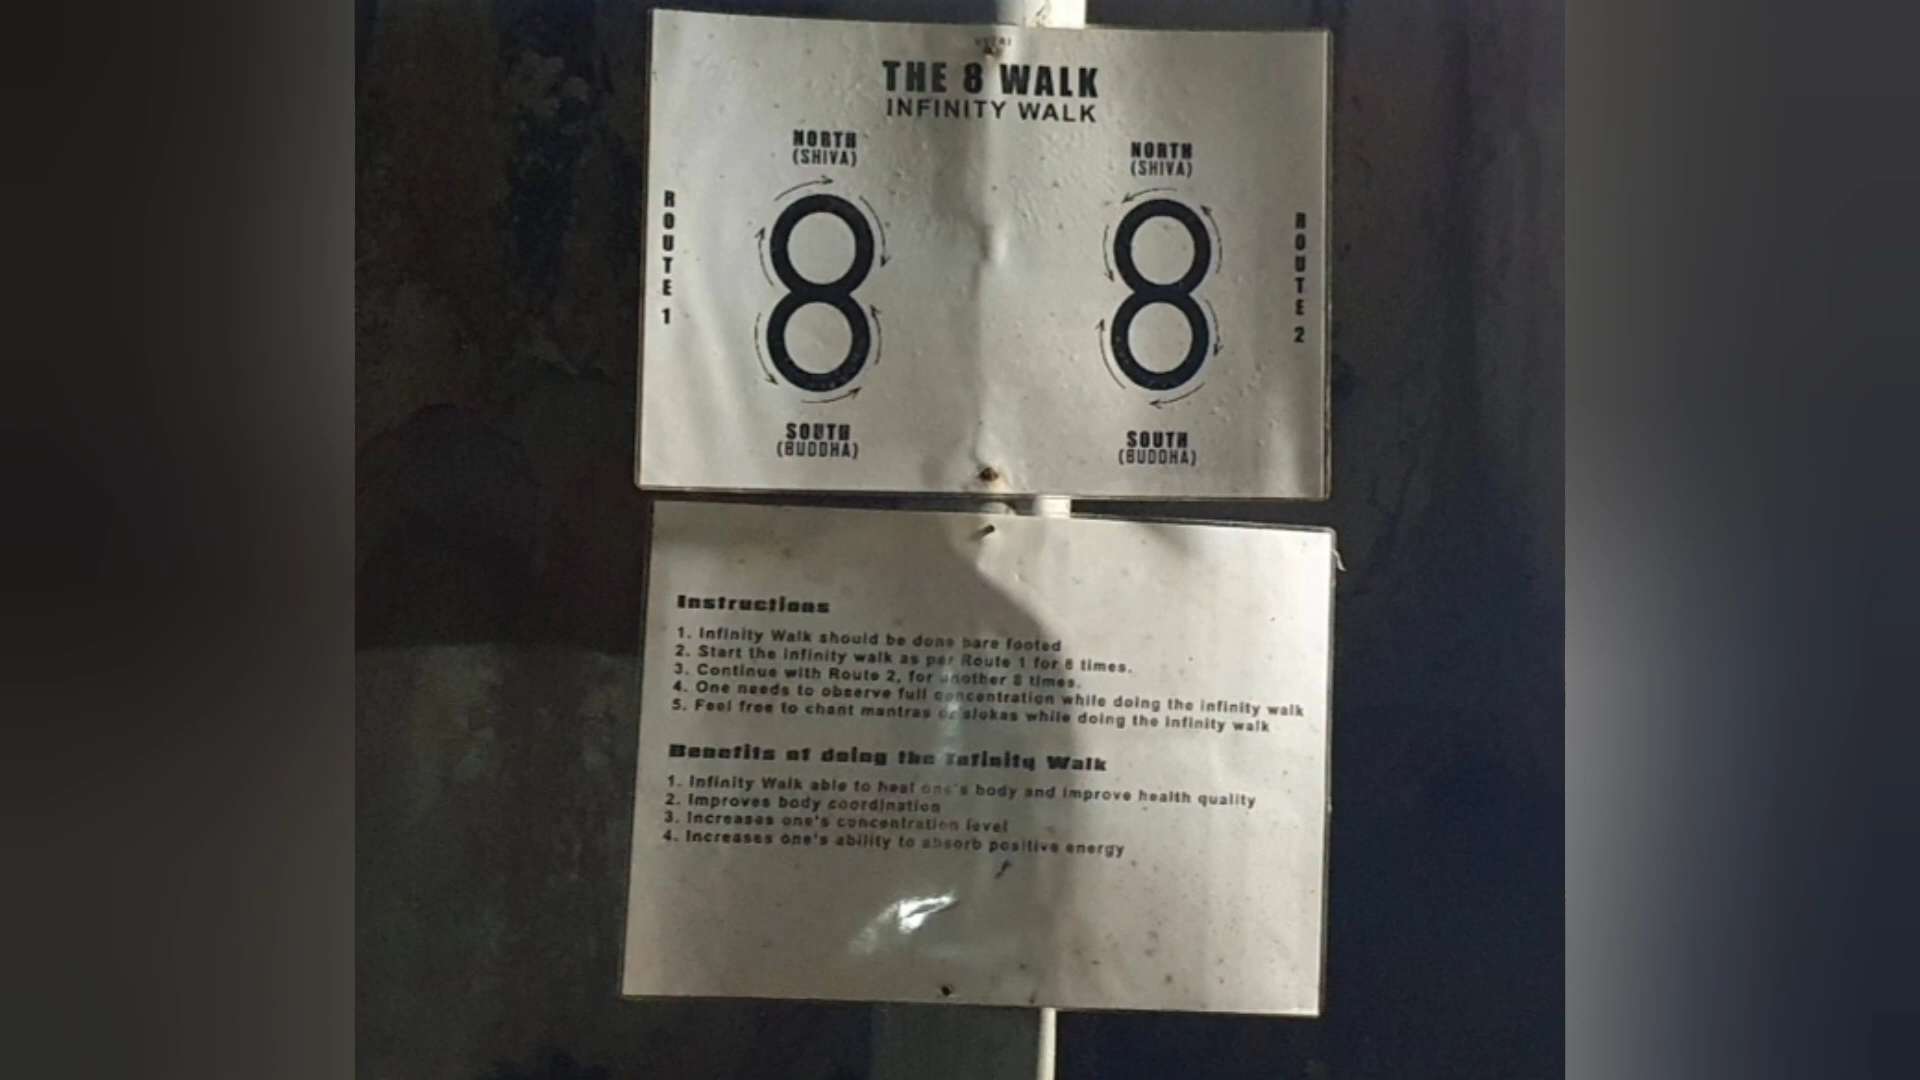 THE 8 WALK
INFINITY WALK
NORTH
(SHIVA)
NORTH
(SHIVA)
ROUTE 1
8
8
ROUTE 2
SOUTH
(BUDDHA)
SOUTH
(BUDDHA)
Instructions
1. Infinity Walk should be done bare footed
2. Start the infinity walk as per Route 1 for 8 times.
3. Continue with Route 2, for another 8 times.
4. One needs to observe full concentration while doing the infinity walk
5. Feel free to chant mantras or slokas while doing the infinity walk
Benefits of doing the Infinity Walk
1. Infinity Walk able to heal one's body and improve health quality
2. Improves body coordination
3. Increases one's concentration level
4. Increases one's ability to absorb positive energy